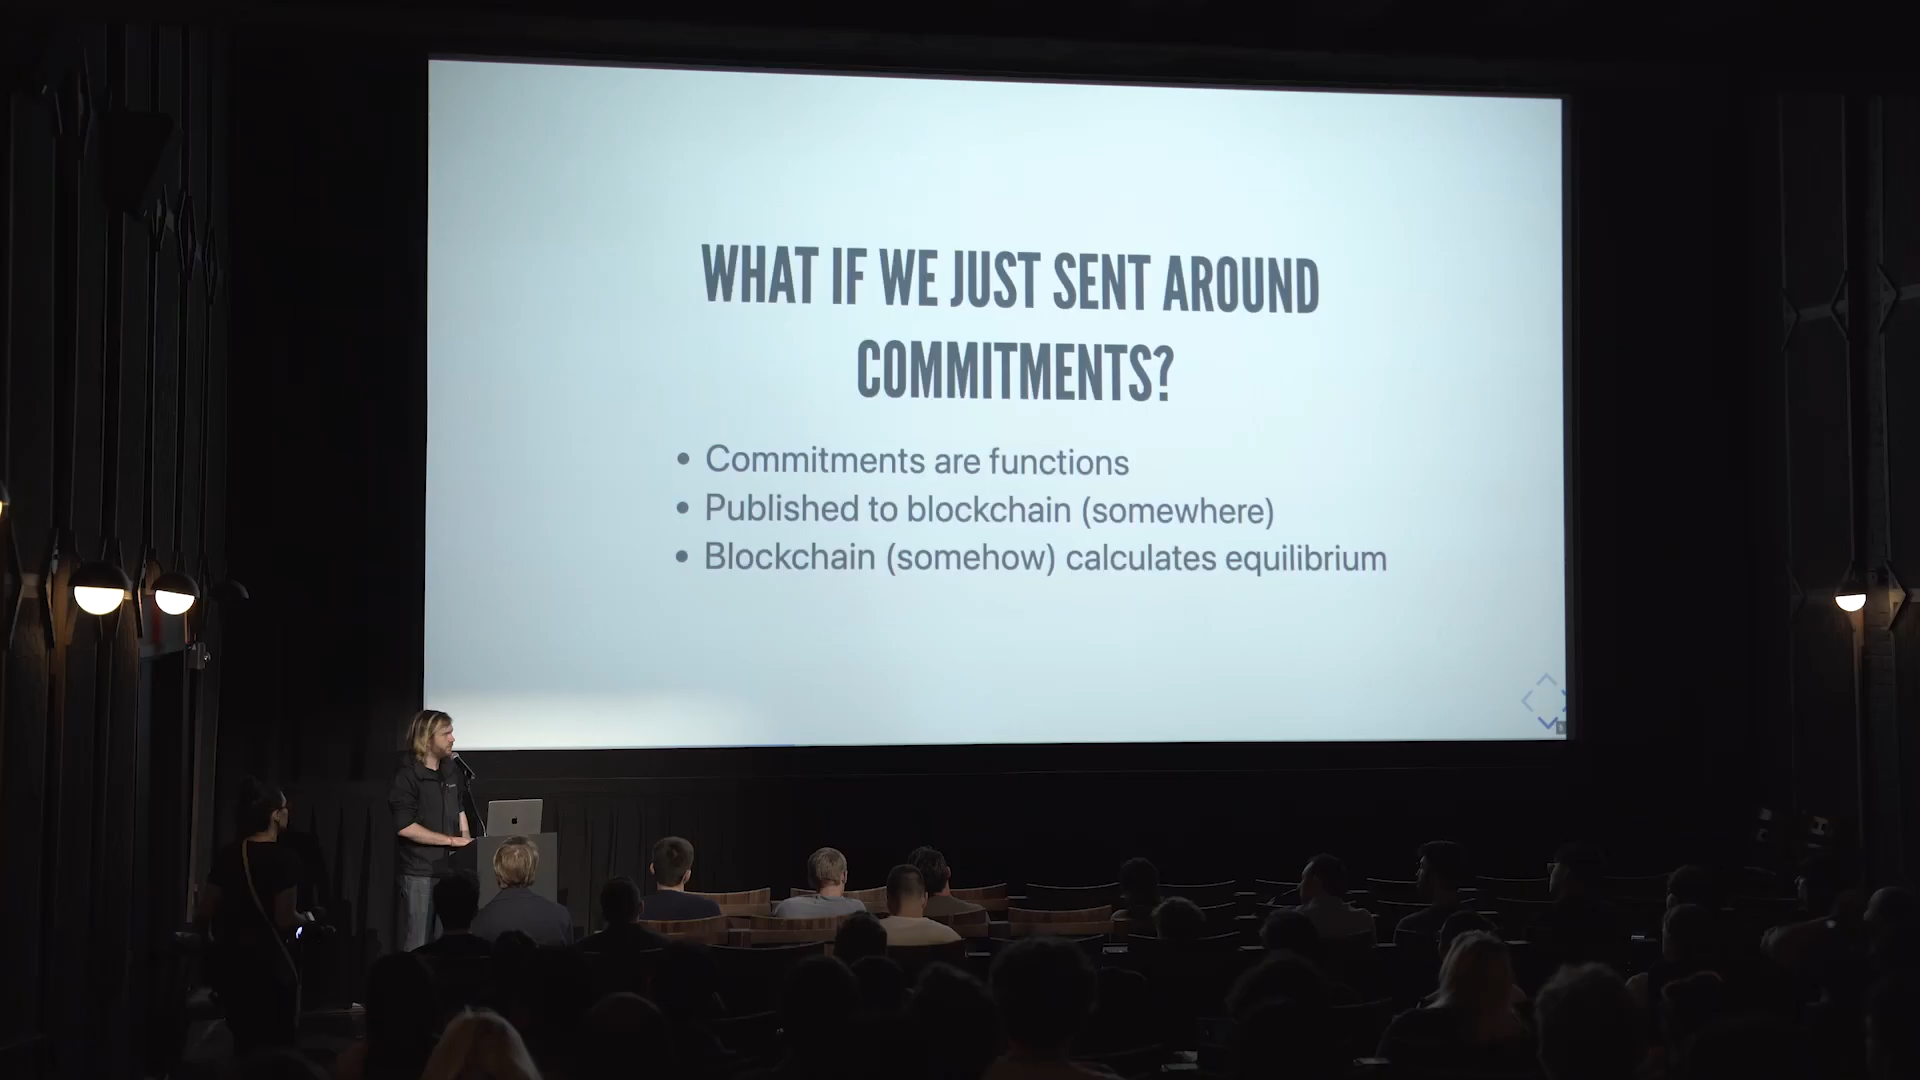 WHAT IF WE JUST SENT AROUND
COMMITMENTS?
• Commitments are functions
• Published to blockchain (somewhere)
• Blockchain (somehow) calculates equilibrium